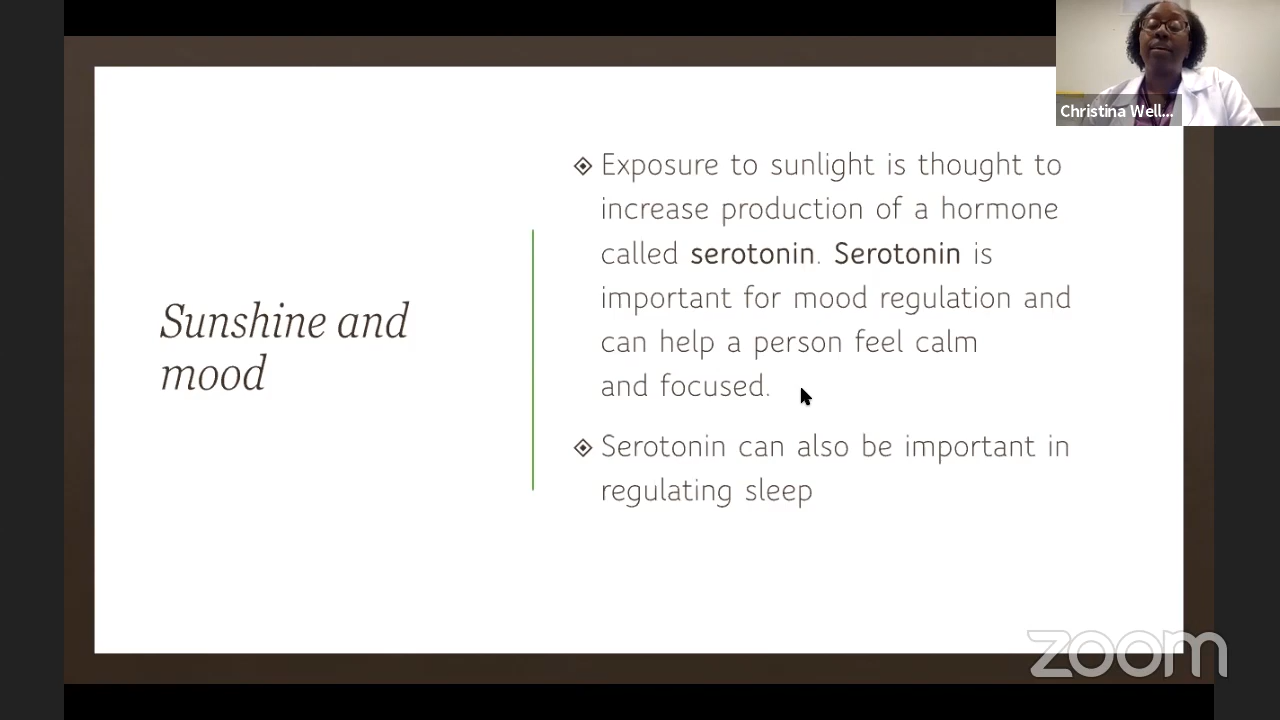 Christina Well...
Sunshine and
mood
Exposure to sunlight is thought to
increase production of a hormone
called serotonin. Serotonin is
important for mood regulation and
can help a person feel calm
and focused.
Serotonin can also be important in
regulating sleep
zoom